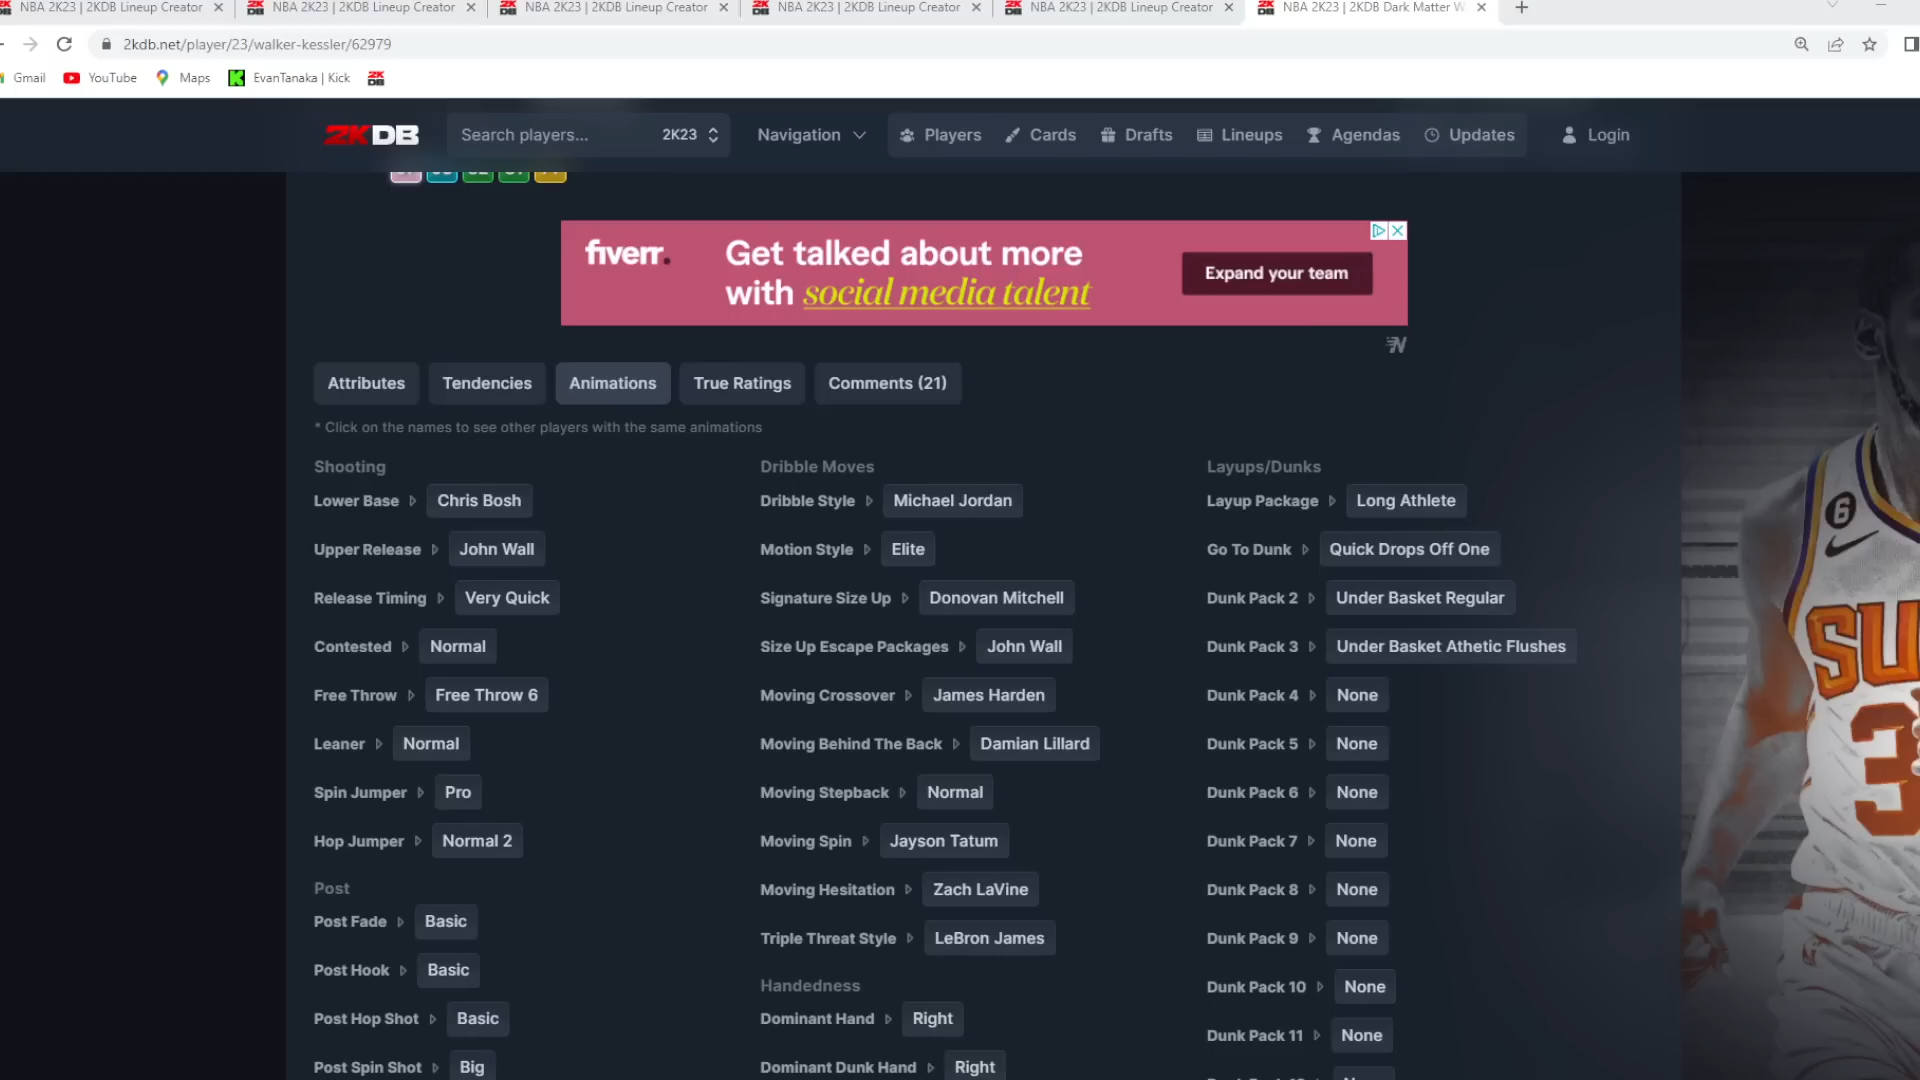 NBA 2K23 | 2KDB Lineup Creator
NBA 2K23 | 2KDB Lineup Creator
NBA 2K23 | 2KDB Lineup Creator
NBA 2K23 | 2KDB Lineup Creator
NBA 2K23 | 2KDB Lineup Creator
NBA 2K23 | 2KDB Dark Matter W
2kdb.net/player/23/walker-kessler/62979
Gmail YouTube Maps EvanTanaka | Kick 2K DB
2KDB Search players... 2K23 Navigation Players Cards Drafts Lineups Agendas Updates Login
fiverr. Get talked about more
with social media talent
Expand your team
Attributes Tendencies Animations True Ratings Comments (21)
* Click on the names to see other players with the same animations
Shooting
Lower Base Chris Bosh
Upper Release John Wall
Release Timing Very Quick
Contested Normal
Free Throw Free Throw 6
Leaner Normal
Spin Jumper Pro
Hop Jumper Normal 2
Post
Post Fade Basic
Post Hook Basic
Post Hop Shot Basic
Post Spin Shot Big
Dribble Moves
Dribble Style Michael Jordan
Motion Style Elite
Signature Size Up Donovan Mitchell
Size Up Escape Packages John Wall
Moving Crossover James Harden
Moving Behind The Back Damian Lillard
Moving Stepback Normal
Moving Spin Jayson Tatum
Moving Hesitation Zach LaVine
Triple Threat Style LeBron James
Handedness
Dominant Hand Right
Dominant Dunk Hand Right
Layups/Dunks
Layup Package Long Athlete
Go To Dunk Quick Drops Off One
Dunk Pack 2 Under Basket Regular
Dunk Pack 3 Under Basket Athetic Flushes
Dunk Pack 4 None
Dunk Pack 5 None
Dunk Pack 6 None
Dunk Pack 7 None
Dunk Pack 8 None
Dunk Pack 9 None
Dunk Pack 10 None
Dunk Pack 11 None
6
SU
3